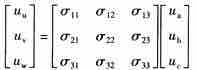 [u_u; u_v; u_w] = [σ11 σ12 σ13; σ21 σ22 σ23; σ31 σ32 σ33] [u_a; u_b; u_c]